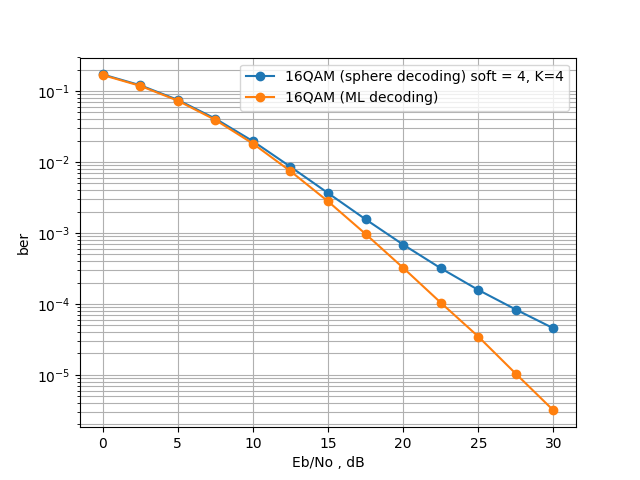 16QAM (sphere decoding) soft = 4, K=4
16QAM (ML decoding)
10⁻¹
10⁻²
10⁻³
10⁻⁴
10⁻⁵
ber
0 5 10 15 20 25 30
Eb/No , dB